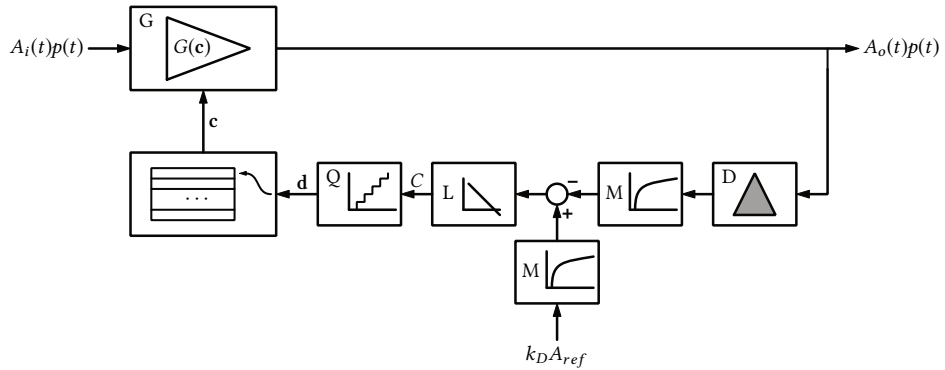 G
A_i(t)p(t)
G(c)
A_o(t)p(t)
c
d
Q
C
L
−
+
M
D
...
M
k_D A_ref